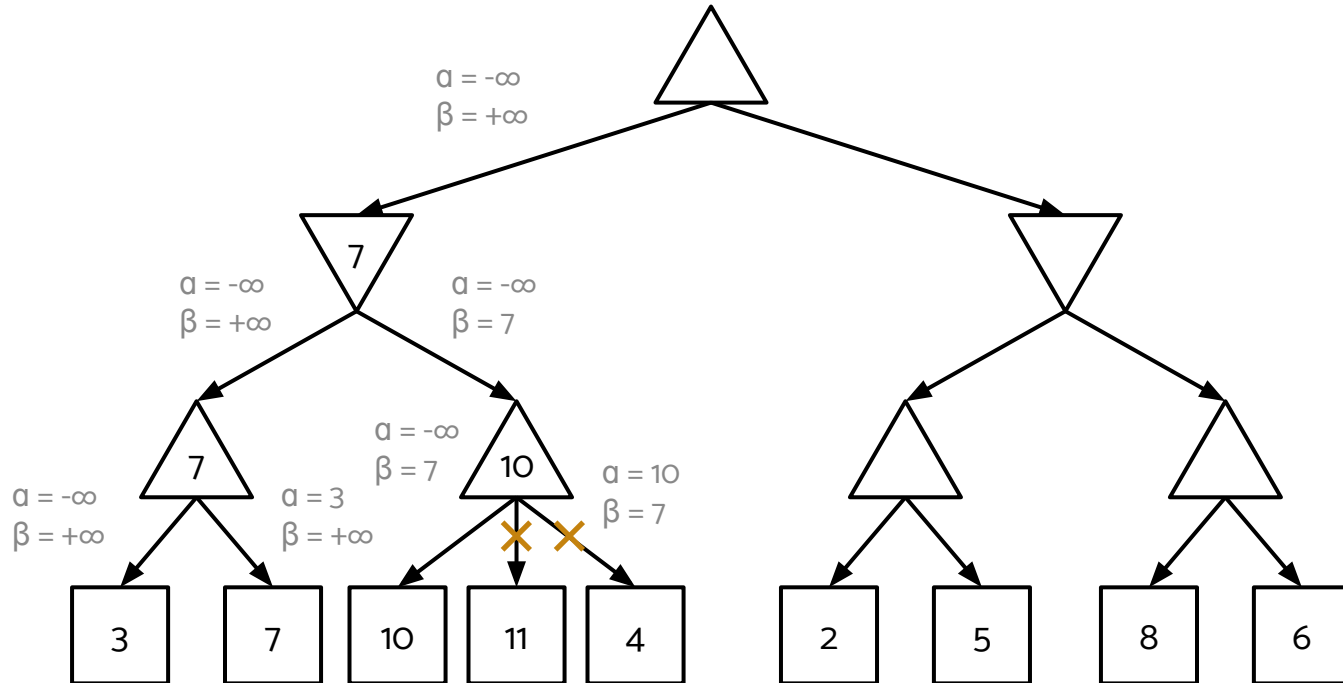 α = -∞
β = +∞
7
α = -∞
β = +∞
α = -∞
β = 7
7
α = -∞
β = 7
10
α = 10
β = 7
α = -∞
β = +∞
α = 3
β = +∞
3
7
10
11
4
2
5
8
6